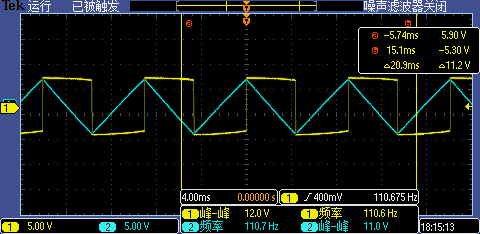 Tek 运行 已被触发 噪声滤波器关闭
a −5.74ms 5.90 V
b 15.1ms −5.30 V
△20.9ms △11.2 V
4.00ms 0.00000 s 1 400mV 110.675 Hz
1 峰−峰 12.0 V 1 频率 110.6 Hz
1 5.00 V 2 5.00 V 2 频率 110.7 Hz 2 峰−峰 11.0 V 18:15:13